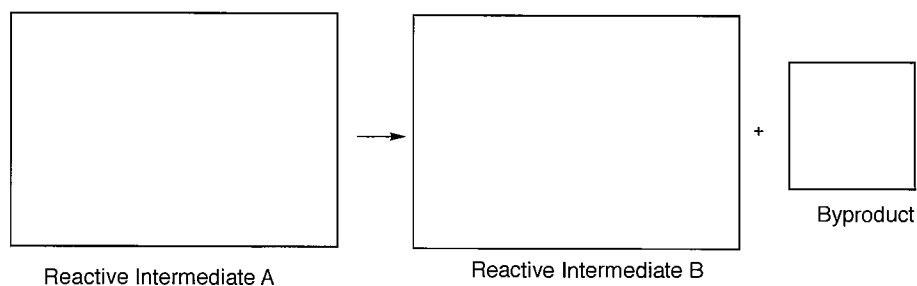 +
Byproduct
Reactive Intermediate A
Reactive Intermediate B